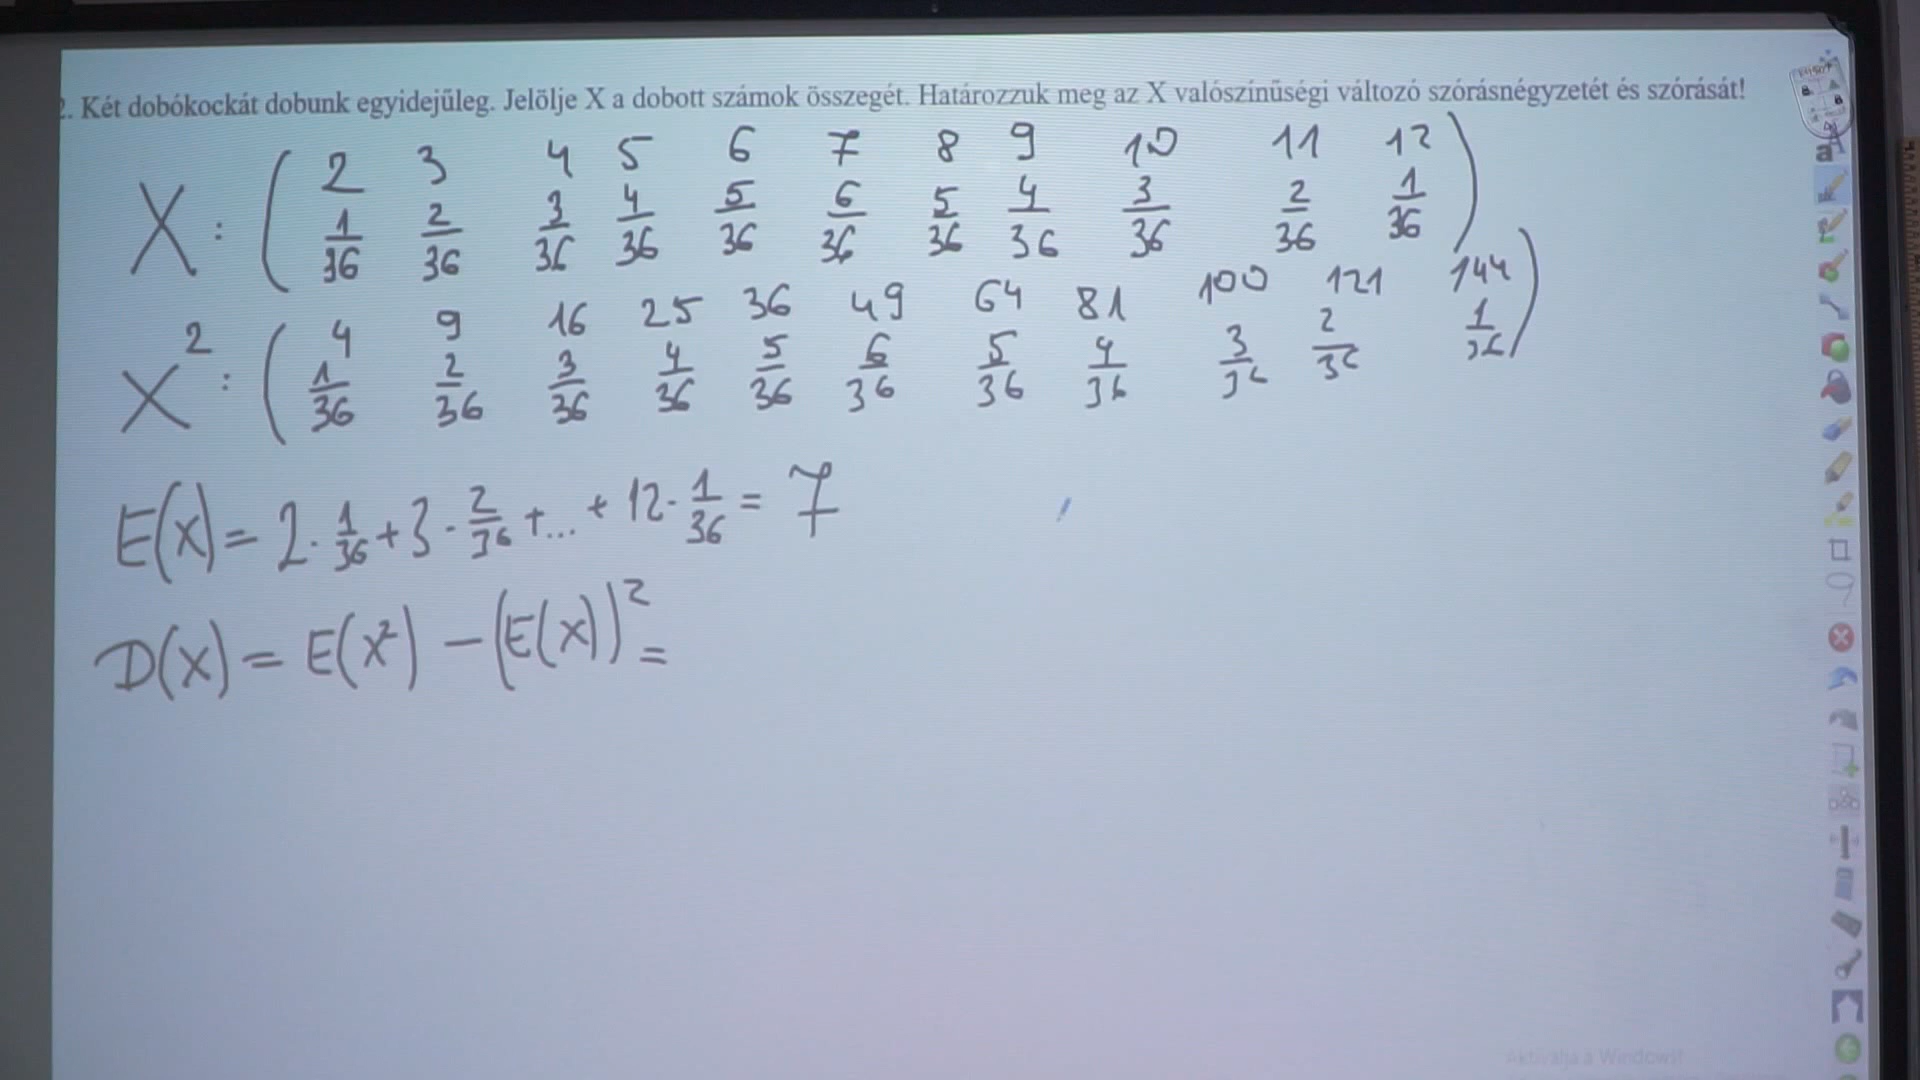 2. Két dobókockát dobunk egyidejűleg. Jelölje X a dobott számok összegét. Határozzuk meg az X valószínűségi változó szórásnégyzetét és szórását!
X : ( 2 3 4 5 6 7 8 9 10 11 12
1/36 2/36 3/36 4/36 5/36 6/36 5/36 4/36 3/36 2/36 1/36 )
X² : ( 4 9 16 25 36 49 64 81 100 121 144
1/36 2/36 3/36 4/36 5/36 6/36 5/36 4/36 3/36 2/36 1/36 )
E(X) = 2 · 1/36 + 3 · 2/36 + ... + 12 · 1/36 = 7
D(X) = E(X²) − (E(X))² =
Aktiválja a Windowst